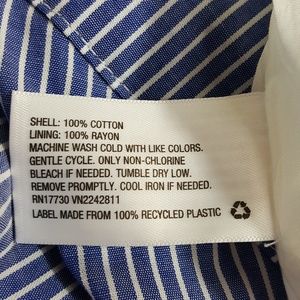 SHELL: 100% COTTON
LINING: 100% RAYON
MACHINE WASH COLD WITH LIKE COLORS.
GENTLE CYCLE. ONLY NON-CHLORINE
BLEACH IF NEEDED. TUMBLE DRY LOW.
REMOVE PROMPTLY. COOL IRON IF NEEDED.
RN17730 VN2242811
LABEL MADE FROM 100% RECYCLED PLASTIC